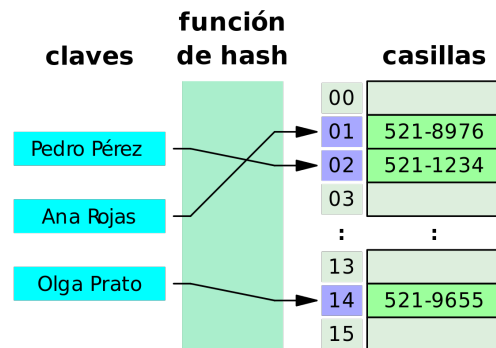 claves
función
de hash
casillas
Pedro Pérez
Ana Rojas
Olga Prato
00
01 521-8976
02 521-1234
03
: :
13
14 521-9655
15